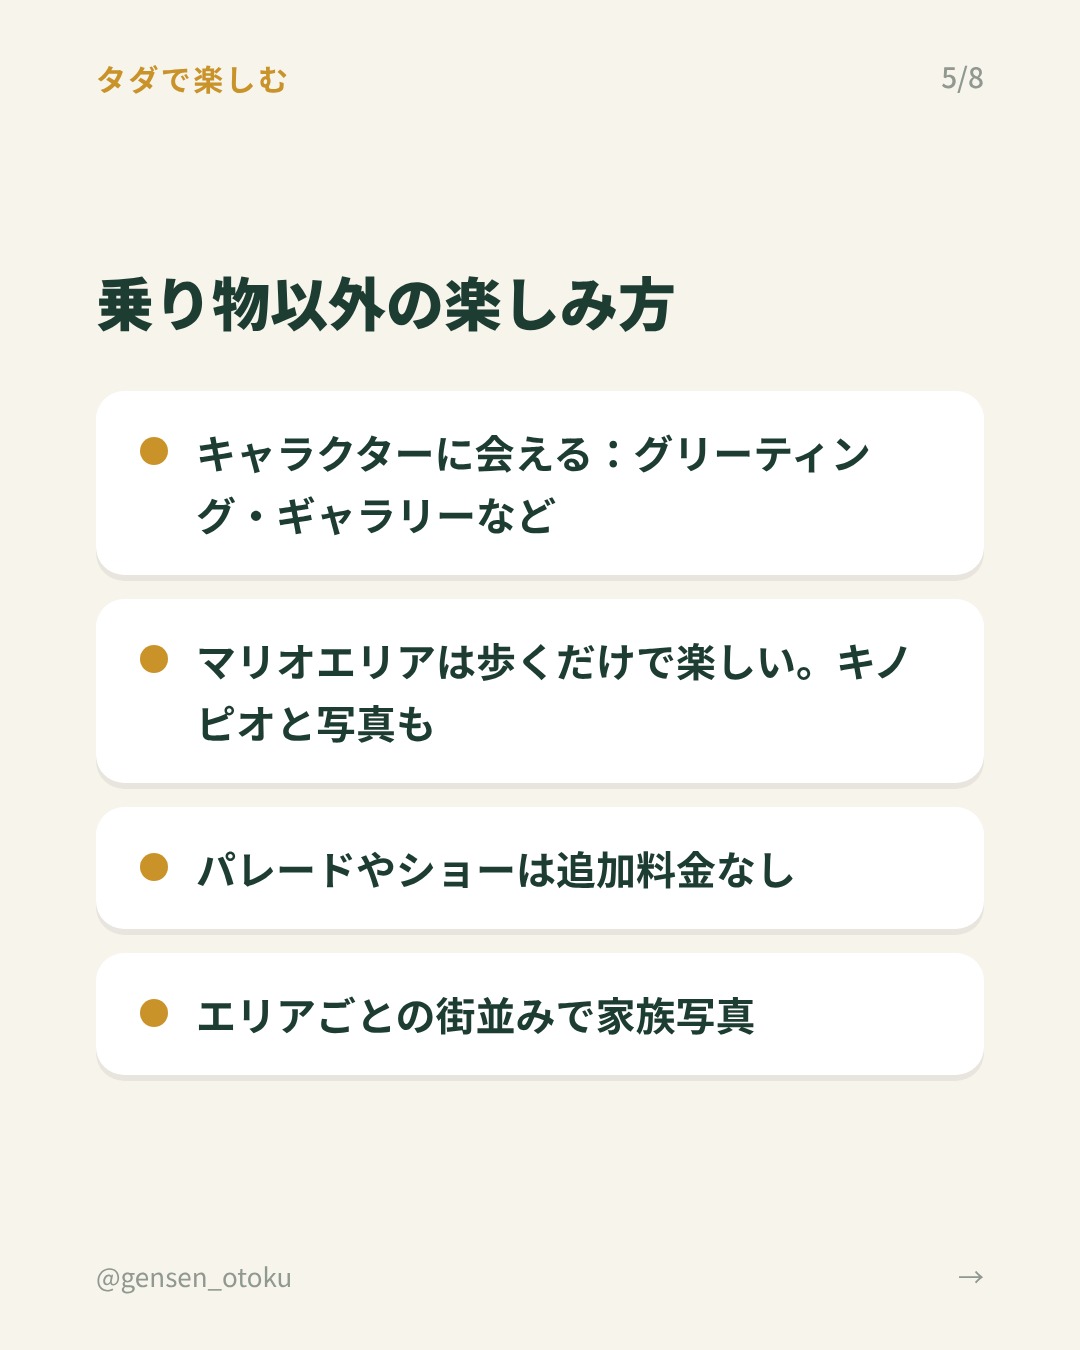 タダで楽しむ
5/8
乗り物以外の楽しみ方
キャラクターに会える：グリーティン
グ・ギャラリーなど
マリオエリアは歩くだけで楽しい。キノ
ピオと写真も
パレードやショーは追加料金なし
エリアごとの街並みで家族写真
@gensen_otoku
→